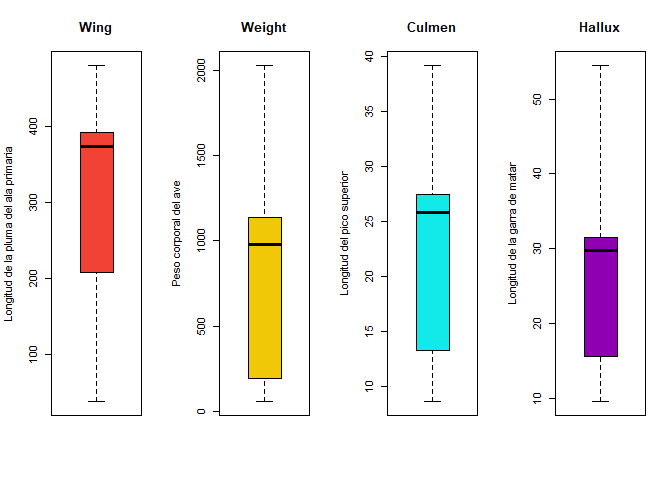 Wing
Longitud de la pluma del ala primaria
400
300
200
100
Weight
Peso corporal del ave
2000
1500
1000
500
0
Culmen
Longitud del pico superior
40
35
30
25
20
15
10
Hallux
Longitud de la garra de matar
50
40
30
20
10